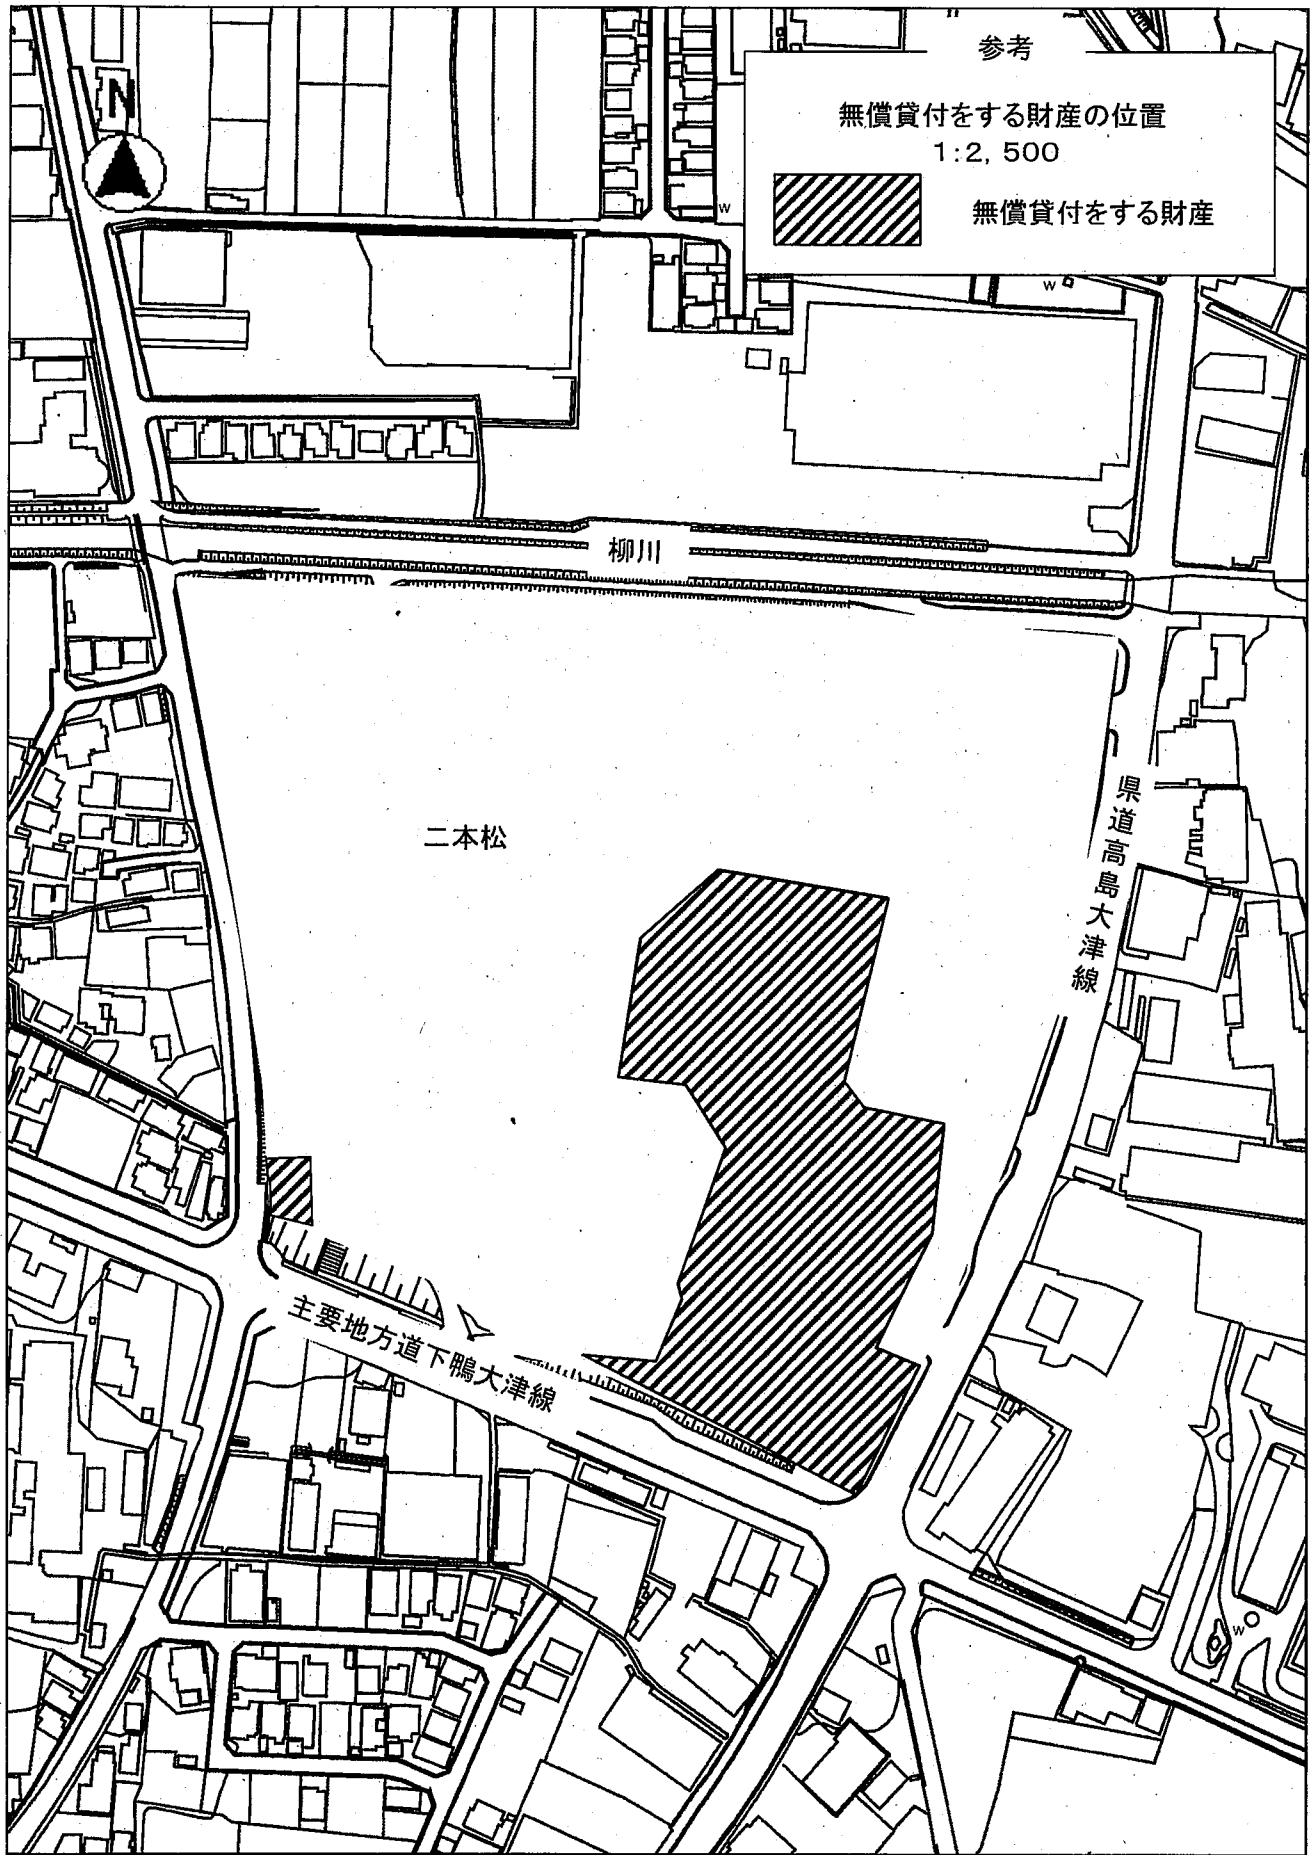 参考
無償貸付をする財産の位置
1:2,500
無償貸付をする財産
N
w
w
柳川
二本松
県道高島大津線
主要地方道下鴨大津線
w